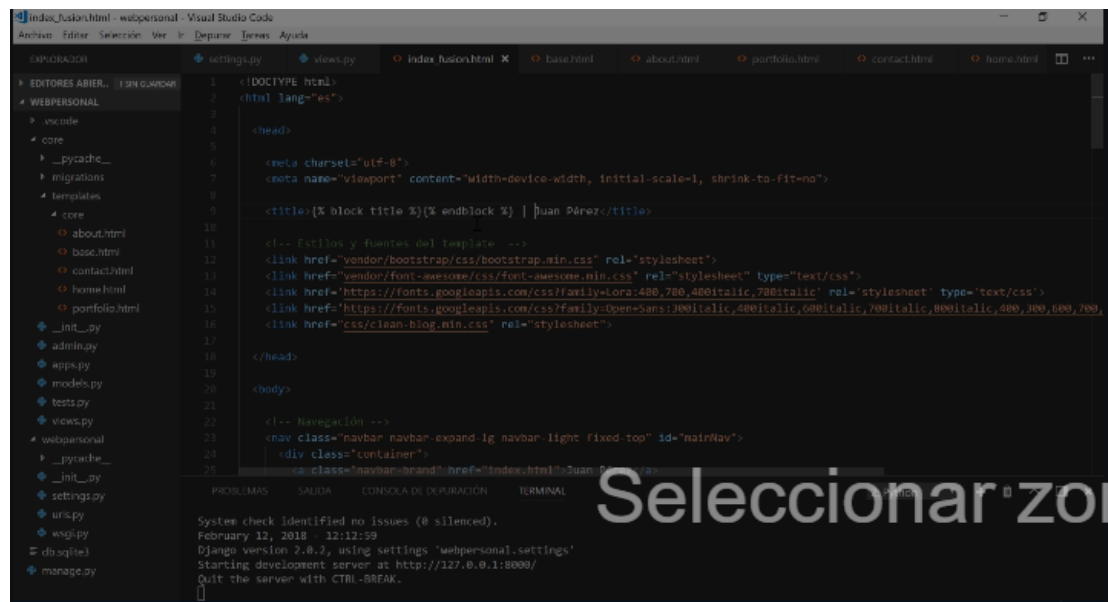 index_fusion.html - webpersonal - Visual Studio Code
Archivo Editar Selección Ver Ir Depurar Tareas Ayuda
EXPLORADOR
settings.py views.py index_fusion.html base.html about.html portfolio.html contact.html home.html
EDITORES ABIER.. 1 SIN GUARDAR
WEBPERSONAL
.vscode
core
__pycache__
migrations
templates
core
about.html
base.html
contact.html
home.html
portfolio.html
__init__.py
admin.py
apps.py
models.py
tests.py
views.py
webpersonal
__pycache__
__init__.py
settings.py
urls.py
wsgi.py
db.sqlite3
manage.py
1 <!DOCTYPE html>
2 <html lang="es">
3
4 <head>
5
6 <meta charset="utf-8">
7 <meta name="viewport" content="width=device-width, initial-scale=1, shrink-to-fit=no">
8
9 <title>{% block title %}{% endblock %} | Juan Pérez</title>
10
11 <!-- Estilos y fuentes del template -->
12 <link href="vendor/bootstrap/css/bootstrap.min.css" rel="stylesheet">
13 <link href="vendor/font-awesome/css/font-awesome.min.css" rel="stylesheet" type="text/css">
14 <link href='https://fonts.googleapis.com/css?family=Lora:400,700,400italic,700italic' rel='stylesheet' type='text/css'>
15 <link href='https://fonts.googleapis.com/css?family=Open+Sans:300italic,400italic,600italic,700italic,800italic,400,300,600,700,
16 <link href="css/clean-blog.min.css" rel="stylesheet">
17
18 </head>
19
20 <body>
21
22 <!-- Navegación -->
23 <nav class="navbar navbar-expand-lg navbar-light fixed-top" id="mainNav">
24 <div class="container">
25 <a class="navbar-brand" href="index.html">Juan Pérez</a>
PROBLEMAS SALIDA CONSOLA DE DEPURACIÓN TERMINAL
Seleccionar zo
System check identified no issues (0 silenced).
February 12, 2018 - 12:12:59
Django version 2.0.2, using settings 'webpersonal.settings'
Starting development server at http://127.0.0.1:8000/
Quit the server with CTRL-BREAK.